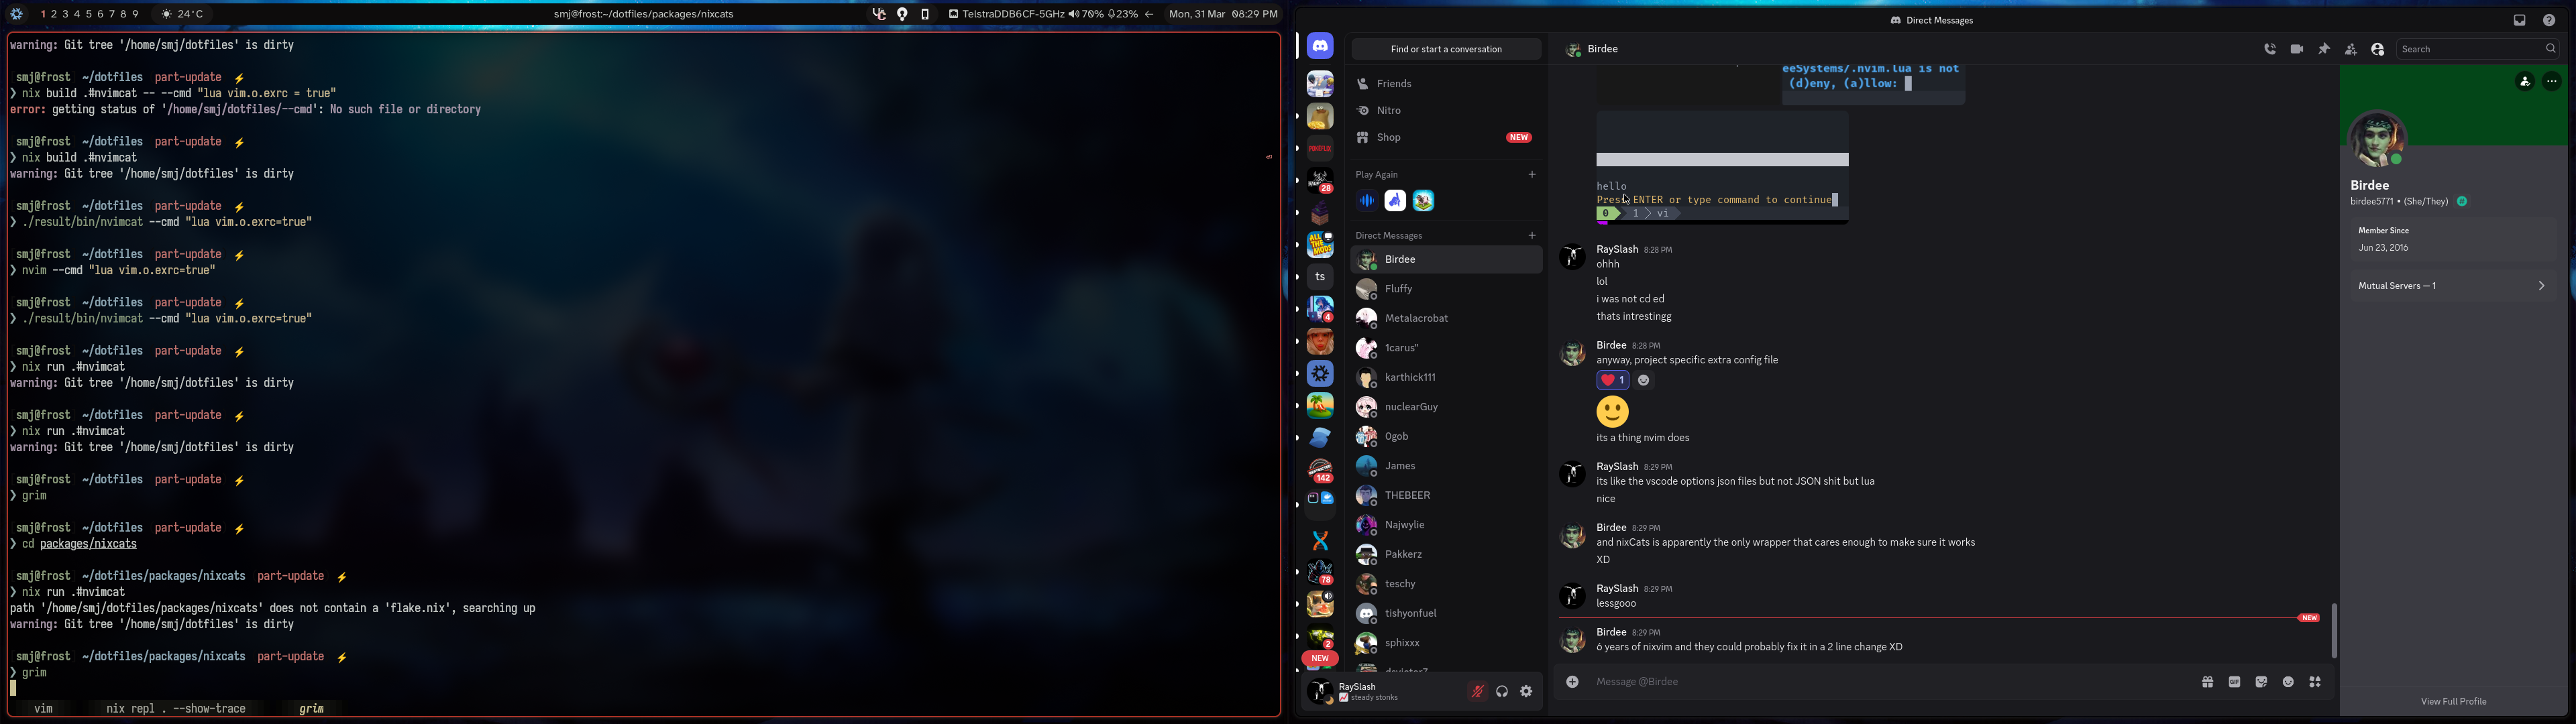 1 2 3 4 5 6 7 8 9
24°C
smj@frost:~/dotfiles/packages/nixcats
TelstraDDB6CF-5GHz 70% 23% ←
Mon, 31 Mar 08:29 PM
warning: Git tree '/home/smj/dotfiles' is dirty
smj@frost ~/dotfiles part-update ⚡
❯ nix build .#nvimcat -- --cmd "lua vim.o.exrc = true"
error: getting status of '/home/smj/dotfiles/--cmd': No such file or directory
smj@frost ~/dotfiles part-update ⚡
❯ nix build .#nvimcat
warning: Git tree '/home/smj/dotfiles' is dirty
smj@frost ~/dotfiles part-update ⚡
❯ ./result/bin/nvimcat --cmd "lua vim.o.exrc=true"
smj@frost ~/dotfiles part-update ⚡
❯ nvim --cmd "lua vim.o.exrc=true"
smj@frost ~/dotfiles part-update ⚡
❯ ./result/bin/nvimcat --cmd "lua vim.o.exrc=true"
smj@frost ~/dotfiles part-update ⚡
❯ nix run .#nvimcat
warning: Git tree '/home/smj/dotfiles' is dirty
smj@frost ~/dotfiles part-update ⚡
❯ nix run .#nvimcat
warning: Git tree '/home/smj/dotfiles' is dirty
smj@frost ~/dotfiles part-update ⚡
❯ grim
smj@frost ~/dotfiles part-update ⚡
❯ cd packages/nixcats
smj@frost ~/dotfiles/packages/nixcats part-update ⚡
❯ nix run .#nvimcat
path '/home/smj/dotfiles/packages/nixcats' does not contain a 'flake.nix', searching up
warning: Git tree '/home/smj/dotfiles' is dirty
smj@frost ~/dotfiles/packages/nixcats part-update ⚡
❯ grim
vim nix repl . --show-trace grim
Direct Messages
28
ALL THE MODS
ts
4
142
78
2
NEW
Find or start a conversation
Friends
Nitro
Shop NEW
Play Again
Direct Messages
Birdee
Fluffy
Metalacrobat
1carus"
karthick111
nuclearGuy
0gob
James
THEBEER
Najwylie
Pakkerz
teschy
tishyonfuel
sphixxx
RaySlash
steady stonks
Birdee
Search
eeSystems/.nvim.lua is not
(d)eny, (a)llow:
hello
Press ENTER or type command to continue
0 1 vi
RaySlash 8:28 PM
ohhh
lol
i was not cd ed
thats intrestingg
Birdee 8:28 PM
anyway, project specific extra config file
❤️ 1
🙂
its a thing nvim does
RaySlash 8:29 PM
its like the vscode options json files but not JSON shit but lua
nice
Birdee 8:29 PM
and nixCats is apparently the only wrapper that cares enough to make sure it works
XD
RaySlash 8:29 PM
lessgooo
NEW
Birdee 8:29 PM
6 years of nixvim and they could probably fix it in a 2 line change XD
Message @Birdee
GIF
Birdee
birdee5771 • (She/They)
Member Since
Jun 23, 2016
Mutual Servers — 1
View Full Profile